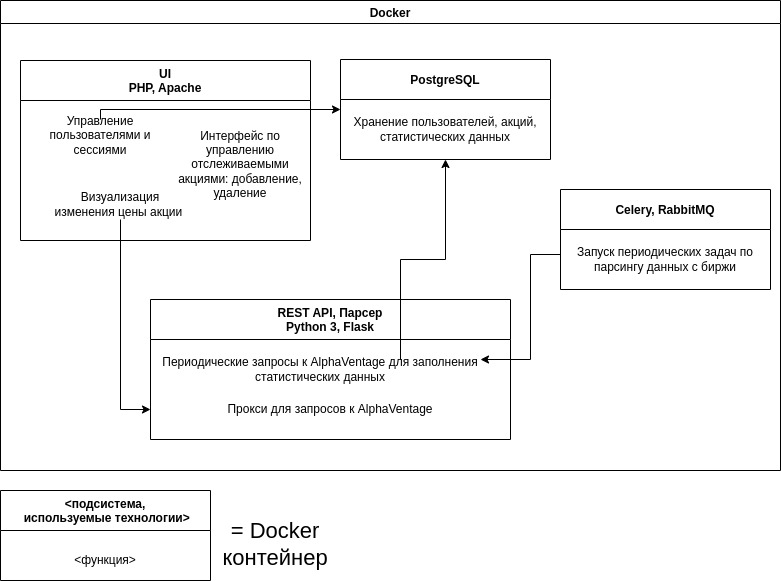 Docker
UI
PHP, Apache
Управление
пользователями и
сессиями
Интерфейс по
управлению
отслеживаемыми
акциями: добавление,
удаление
Визуализация
изменения цены акции
PostgreSQL
Хранение пользователей, акций,
статистических данных
Celery, RabbitMQ
Запуск периодических задач по
парсингу данных с биржи
REST API, Парсер
Python 3, Flask
Периодические запросы к AlphaVentage для заполнения
статистических данных
Прокси для запросов к AlphaVentage
<подсистема,
используемые технологии>
<функция>
= Docker
контейнер